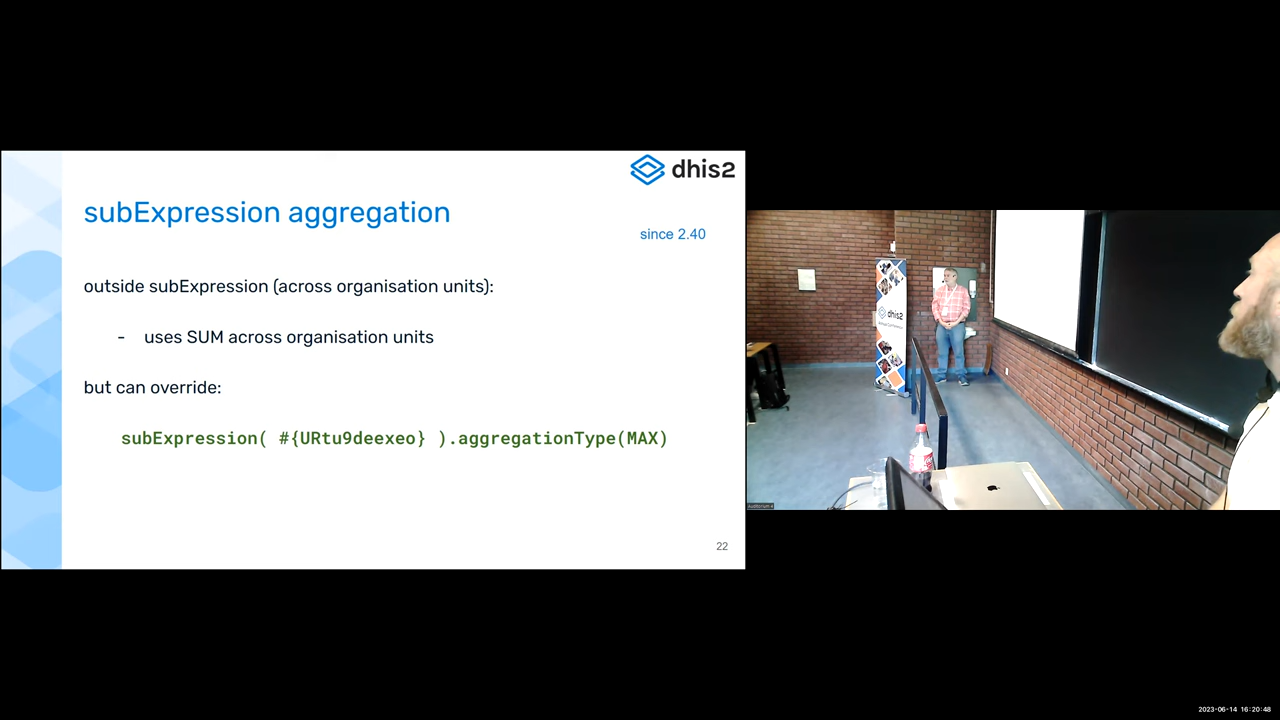 dhis2
subExpression aggregation
since 2.40
outside subExpression (across organisation units):
- uses SUM across organisation units
but can override:
subExpression( #{URtu9deexeo} ).aggregationType(MAX)
22
dhis2
2023-06-14 16:20:48